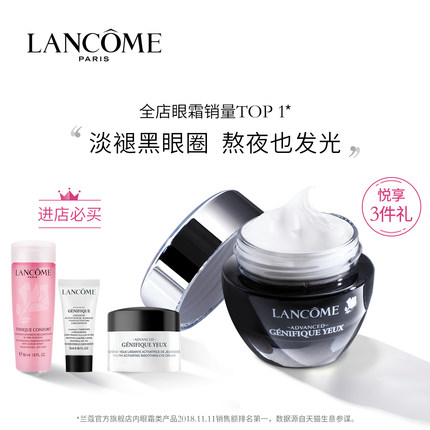 LANCÔME
PARIS
全店眼霜销量TOP 1*
“淡褪黑眼圈 熬夜也发光”
进店必买
悦享
3件礼
LANCÔME
TONIQUE CONFORT
LANCÔME
GÉNIFIQUE
ADVANCED
GÉNIFIQUE YEUX
LANCÔME
ADVANCED
GÉNIFIQUE YEUX
*兰蔻官方旗舰店内眼霜类产品2018.11.11销售额排名第一，数据源自天猫生意参谋。